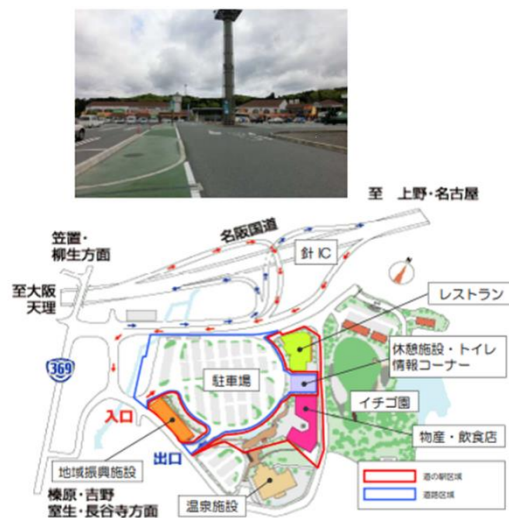 至 上野・名古屋
名阪国道
笠置・
柳生方面
針IC
至大阪
天理
レストラン
休憩施設・トイレ
情報コーナー
369
駐車場
イチゴ園
入口
物産・飲食店
地域振興施設
出口
温泉施設
榛原・吉野
室生・長谷寺方面
道の駅区域
道路区域